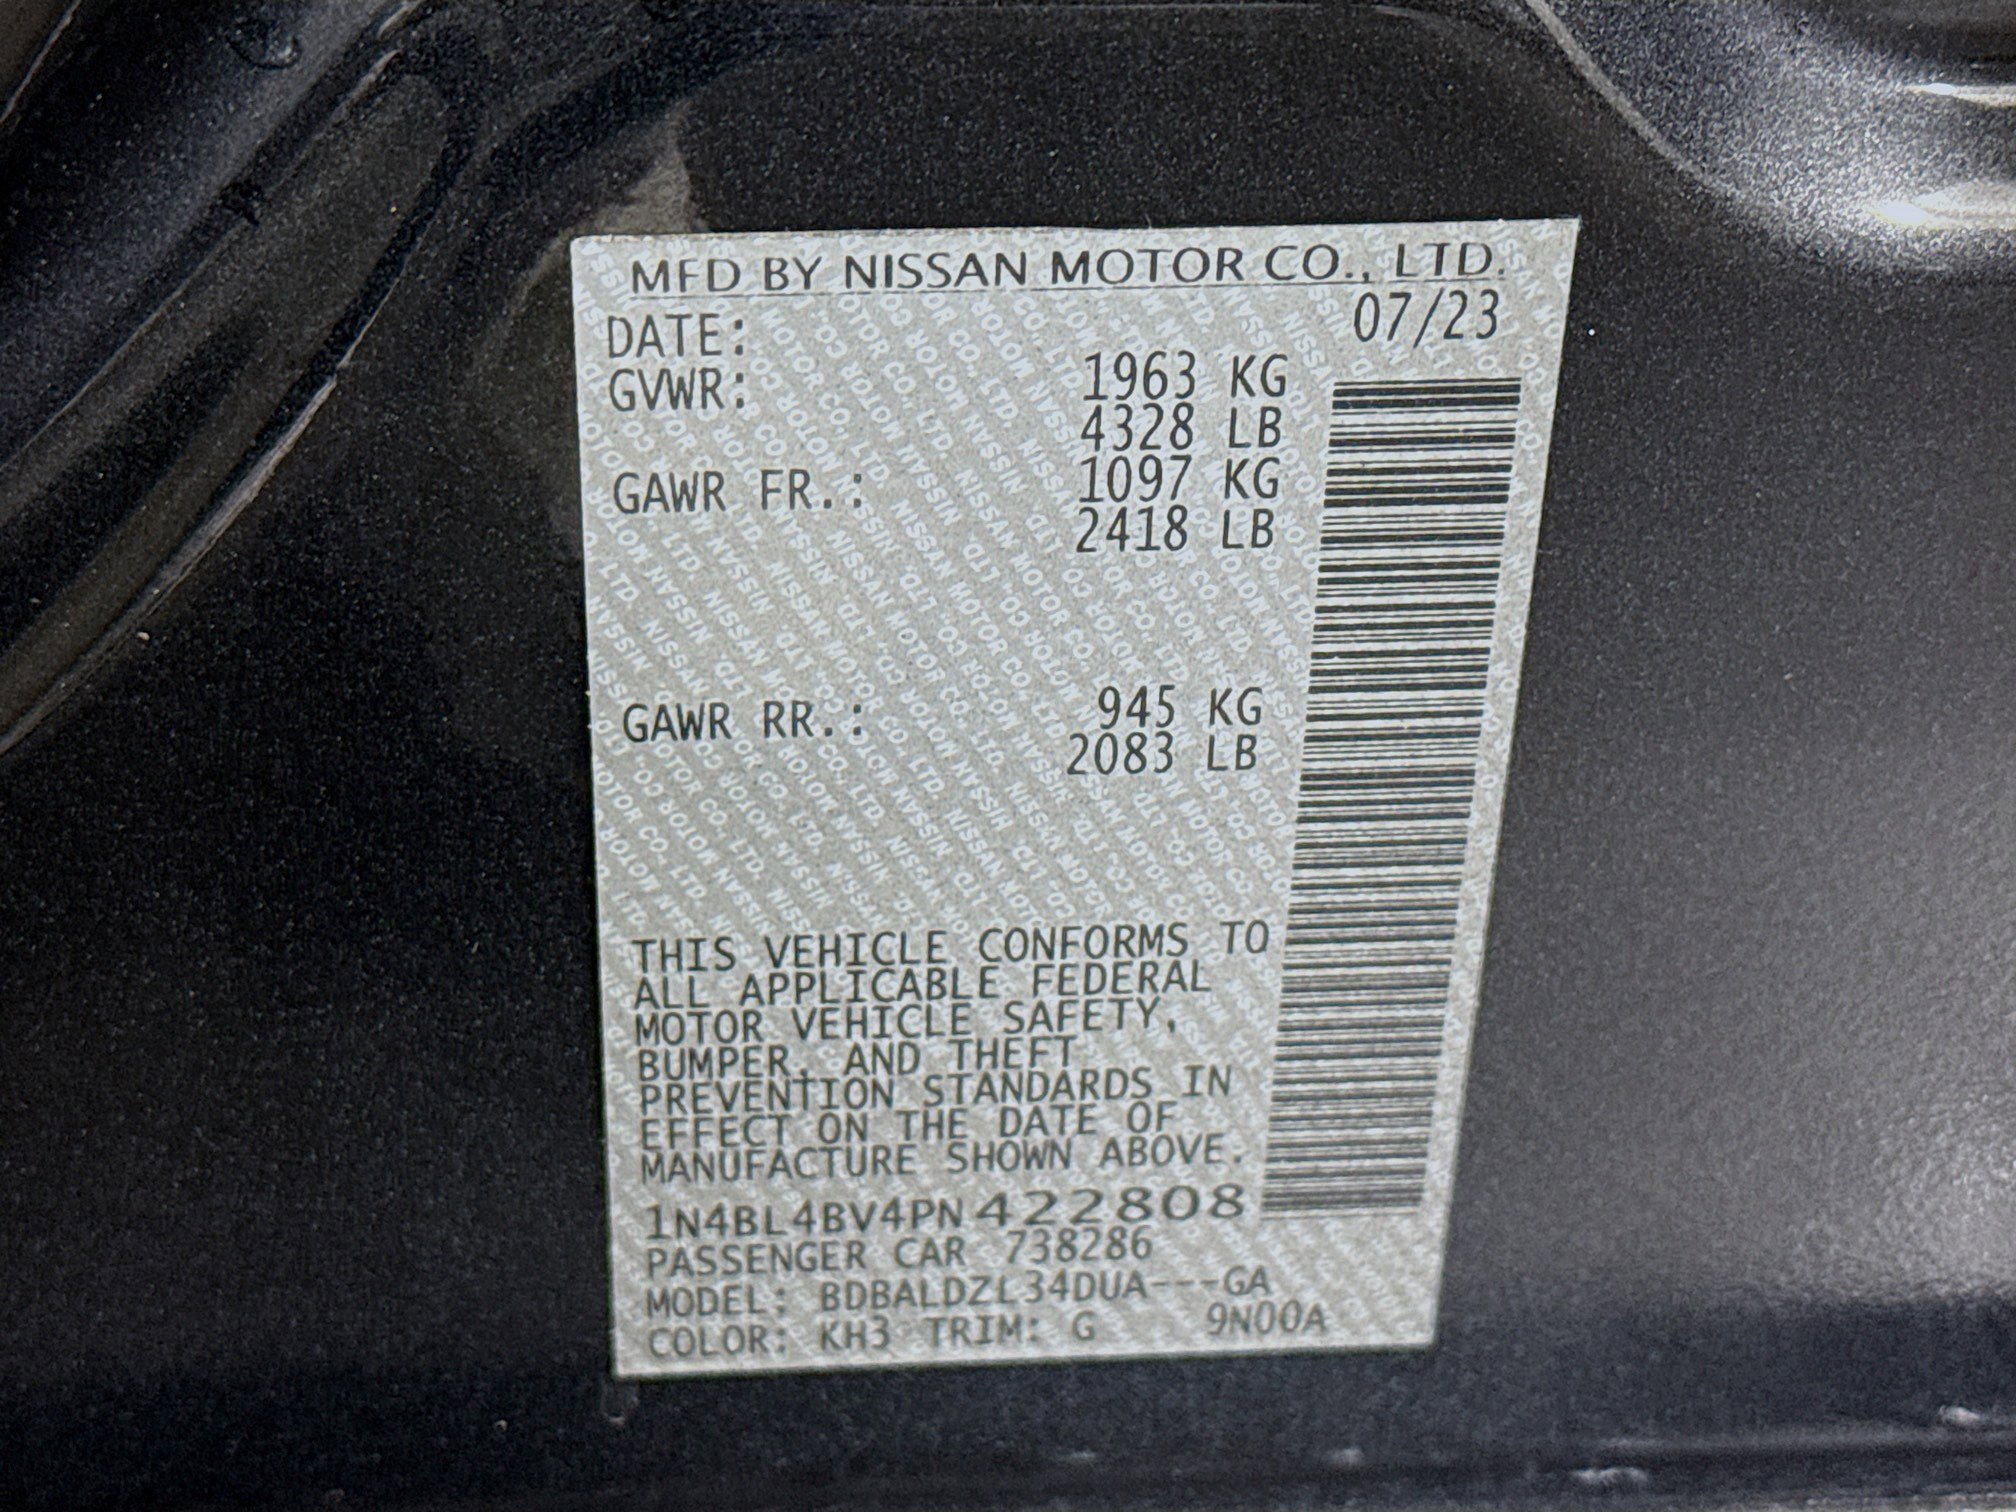 MFD BY NISSAN MOTOR CO., LTD.
DATE: 07/23
GVWR: 1963 KG
4328 LB
GAWR FR.: 1097 KG
2418 LB
GAWR RR.: 945 KG
2083 LB
THIS VEHICLE CONFORMS TO
ALL APPLICABLE FEDERAL
MOTOR VEHICLE SAFETY,
BUMPER, AND THEFT
PREVENTION STANDARDS IN
EFFECT ON THE DATE OF
MANUFACTURE SHOWN ABOVE.
1N4BL4BV4PN422808
PASSENGER CAR 738286
MODEL: BDBALDZL34DUA---GA
COLOR: KH3 TRIM: G 9N00A